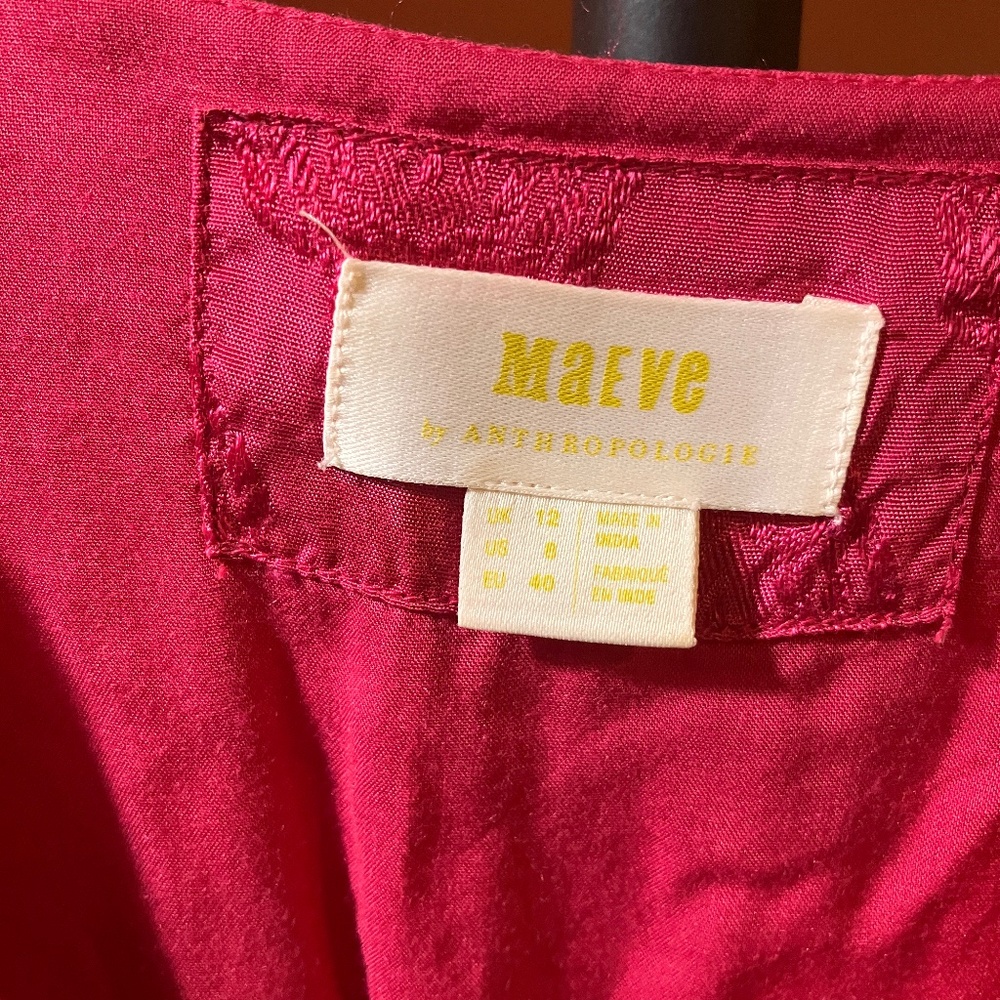 MaEve
by ANTHROPOLOGIE
UK 12
US 8
EU 40
MADE IN
INDIA
FABRIQUÉ
EN INDE